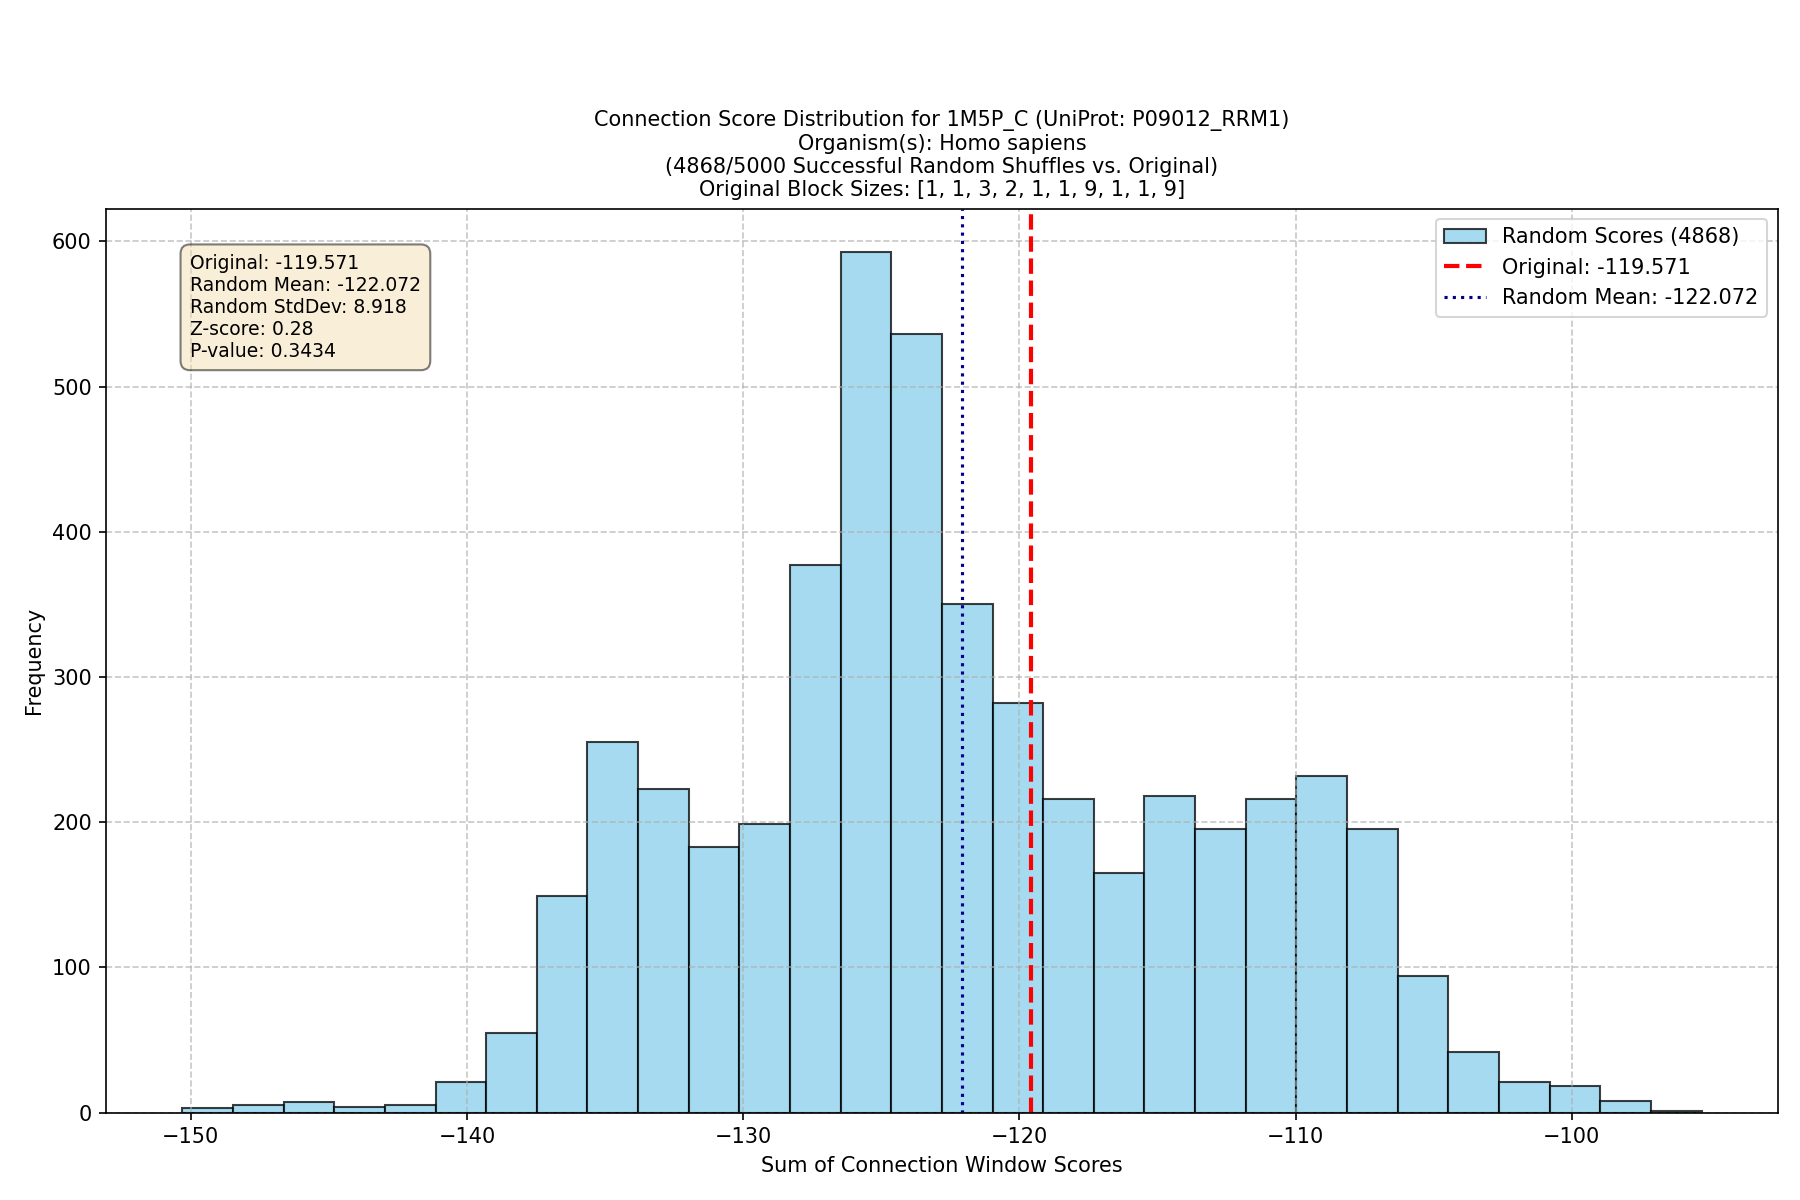 Connection Score Distribution for 1M5P_C (UniProt: P09012_RRM1)
Organism(s): Homo sapiens
(4868/5000 Successful Random Shuffles vs. Original)
Original Block Sizes: [1, 1, 3, 2, 1, 1, 9, 1, 1, 9]
Original: -119.571
Random Mean: -122.072
Random StdDev: 8.918
Z-score: 0.28
P-value: 0.3434
Random Scores (4868)
Original: -119.571
Random Mean: -122.072
Frequency
600
500
400
300
200
100
0
−150
−140
−130
−120
−110
−100
Sum of Connection Window Scores